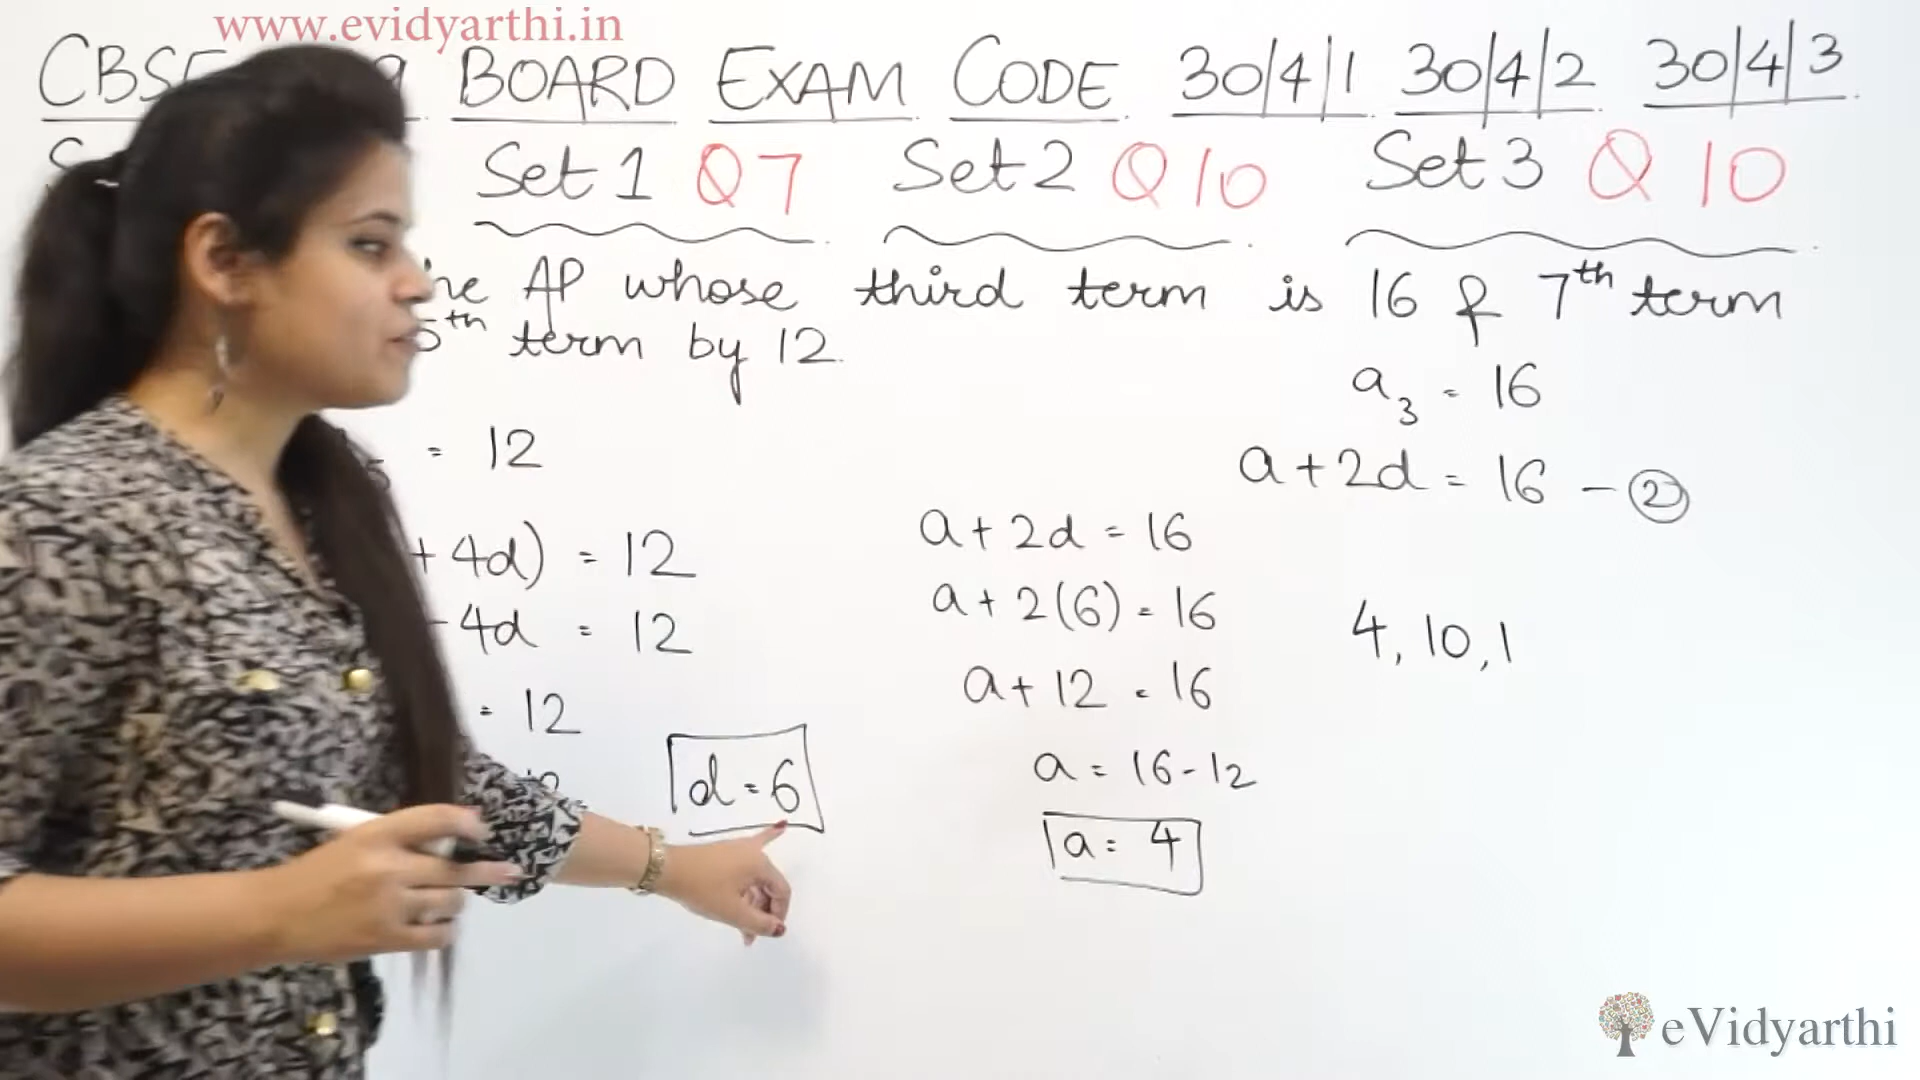 www.evidyarthi.in
CBSE BOARD EXAM CODE 30/4/1 30/4/2 30/4/3
Set 1 Q7 Set 2 Q 10 Set 3 Q 10
AP whose third term is 16 & 7th term
5th term by 12.
a3 = 16
= 12
a + 2d = 16 - ②
+ 4d) = 12
a + 2d = 16
a + 2(6) = 16
- 4d = 12
4, 10, 1
a + 12 = 16
= 12
d = 6
a = 16 - 12
a = 4
eVidyarthi